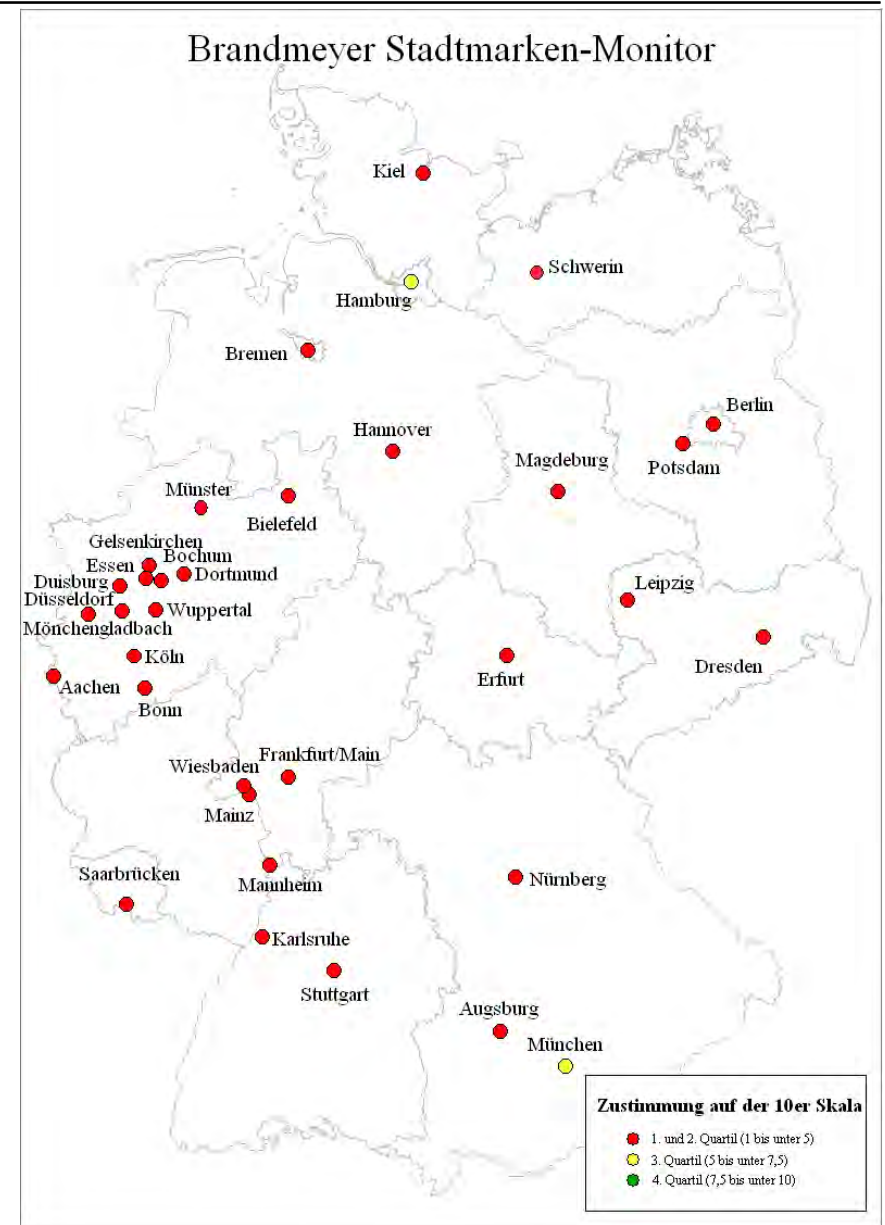 Brandmeyer Stadtmarken-Monitor
Kiel
Schwerin
Hamburg
Bremen
Berlin
Hannover
Potsdam
Magdeburg
Münster
Bielefeld
Gelsenkirchen
Bochum
Essen
Dortmund
Duisburg
Düsseldorf
Wuppertal
Mönchengladbach
Leipzig
Köln
Dresden
Erfurt
Aachen
Bonn
Frankfurt/Main
Wiesbaden
Mainz
Saarbrücken
Mannheim
Nürnberg
Karlsruhe
Stuttgart
Augsburg
München
Zustimmung auf der 10er Skala
1. und 2. Quartil (1 bis unter 5)
3. Quartil (5 bis unter 7,5)
4. Quartil (7,5 bis unter 10)